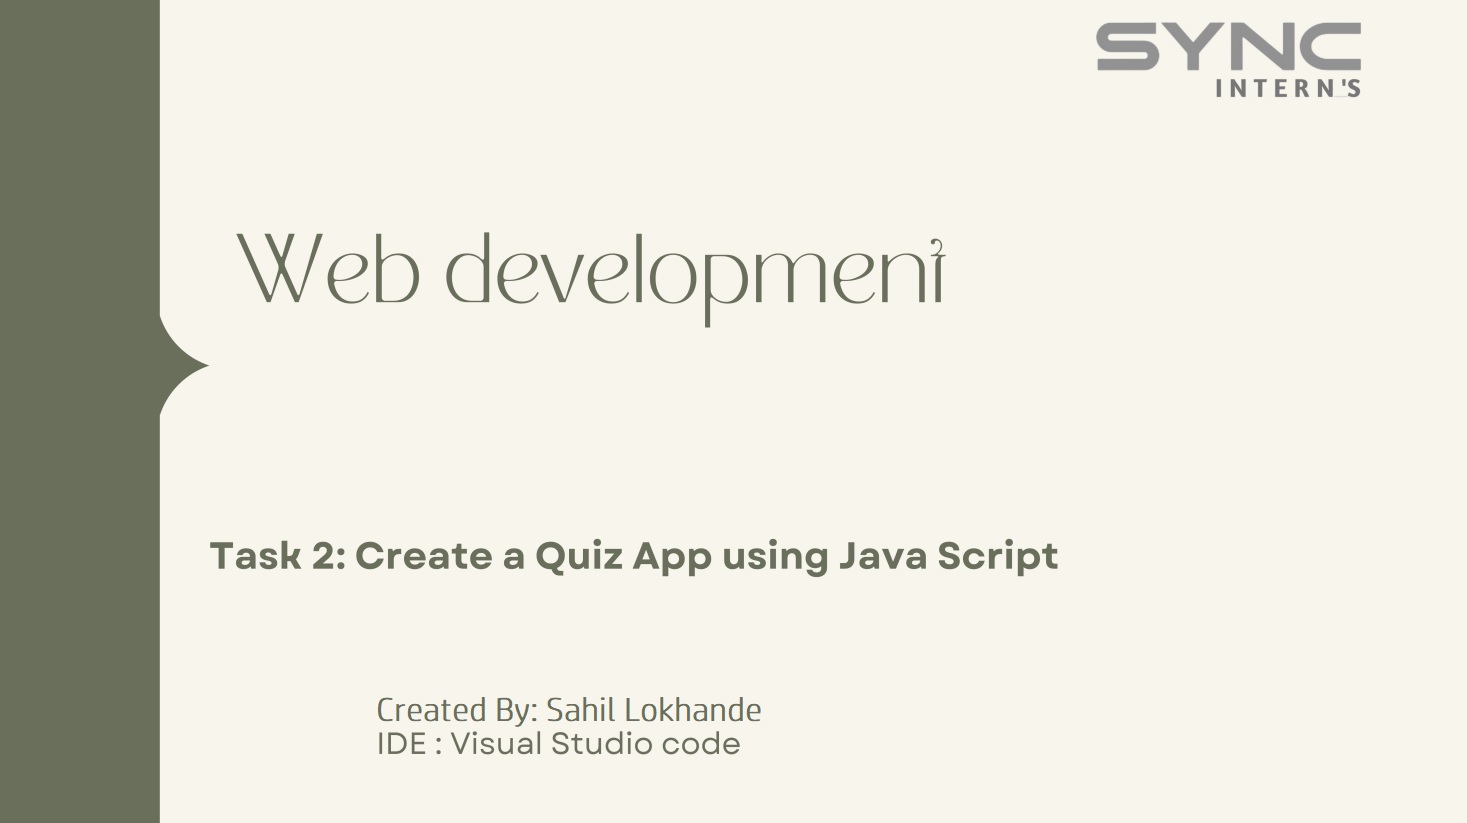 SYNC
INTERN'S
Web development
Task 2: Create a Quiz App using Java Script
Created By: Sahil Lokhande
IDE : Visual Studio code